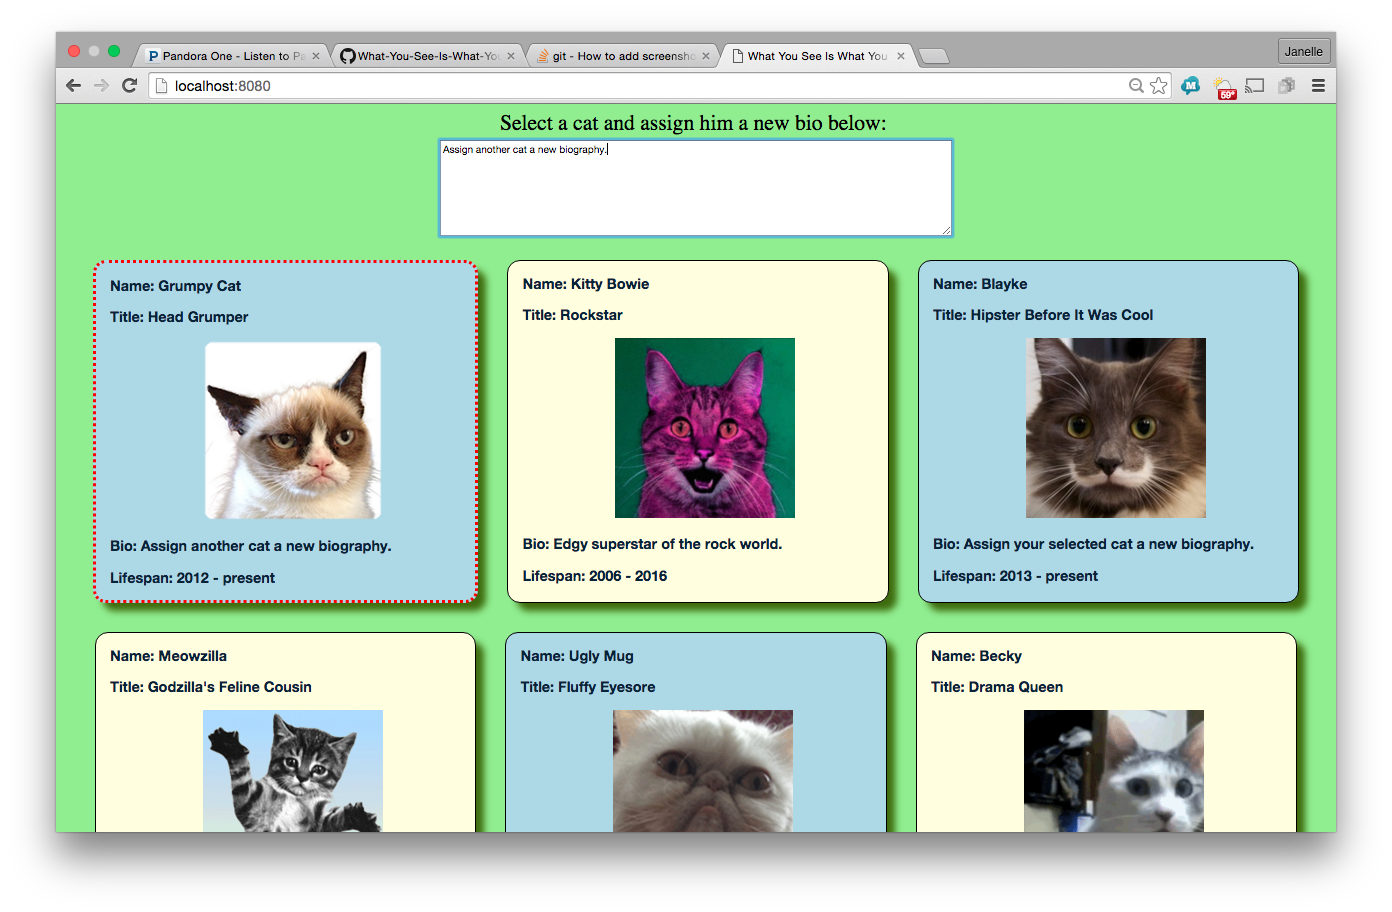 Pandora One - Listen to Pa
What-You-See-Is-What-You
git - How to add screensho
What You See Is What You
Janelle
localhost:8080
M
59°
Select a cat and assign him a new bio below:
Assign another cat a new biography.
Name: Grumpy Cat
Title: Head Grumper
Bio: Assign another cat a new biography.
Lifespan: 2012 - present
Name: Kitty Bowie
Title: Rockstar
Bio: Edgy superstar of the rock world.
Lifespan: 2006 - 2016
Name: Blayke
Title: Hipster Before It Was Cool
Bio: Assign your selected cat a new biography.
Lifespan: 2013 - present
Name: Meowzilla
Title: Godzilla's Feline Cousin
Name: Ugly Mug
Title: Fluffy Eyesore
Name: Becky
Title: Drama Queen